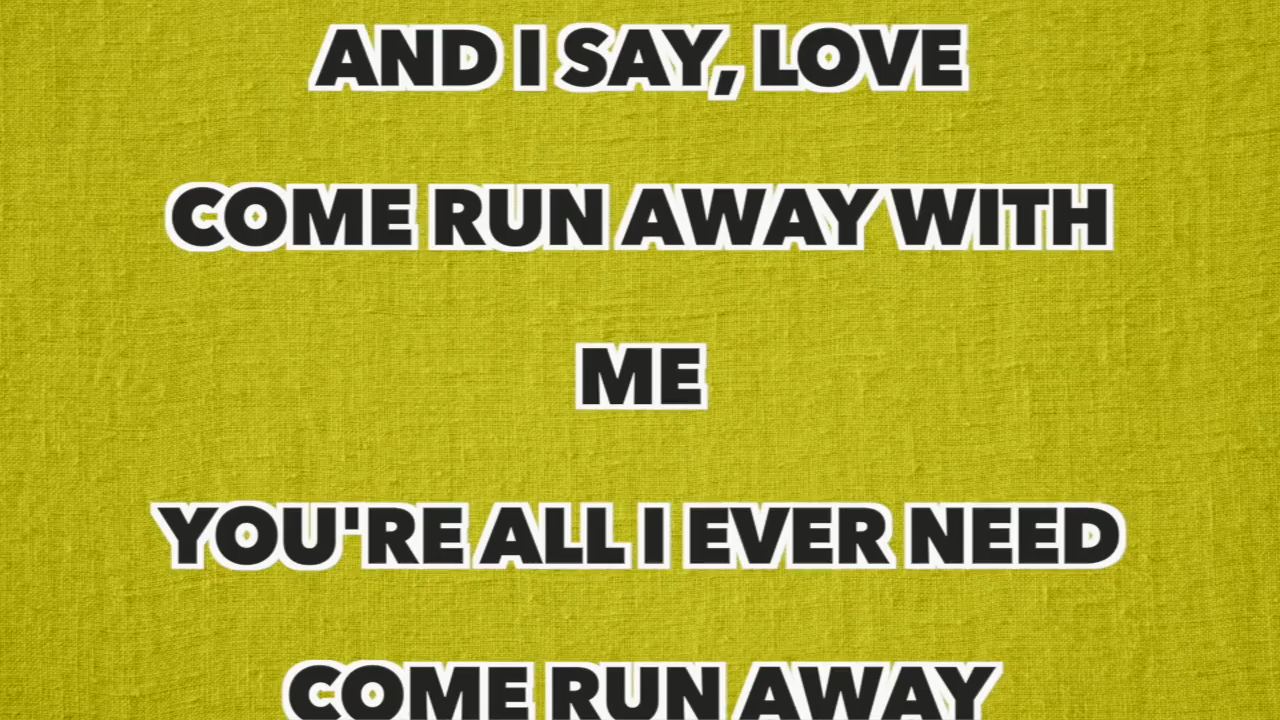 AND I SAY, LOVE
COME RUN AWAY WITH
ME
YOU'RE ALL I EVER NEED
COME RUN AWAY